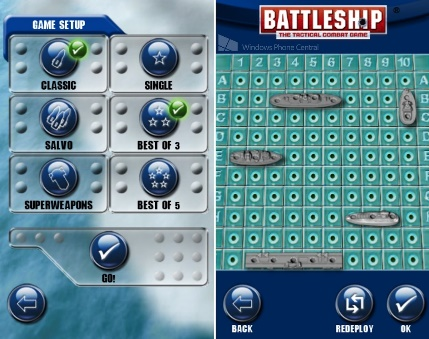 GAME SETUP
CLASSIC
SINGLE
SALVO
BEST OF 3
SUPERWEAPONS
BEST OF 5
GO!
BATTLESHIP
THE TACTICAL COMBAT GAME
Windows Phone Central
1 2 3 4 5 6 7 8 9 10
A A
B B
C
D D
E E
F F
G G
H H
I I
BACK
REDEPLOY
OK